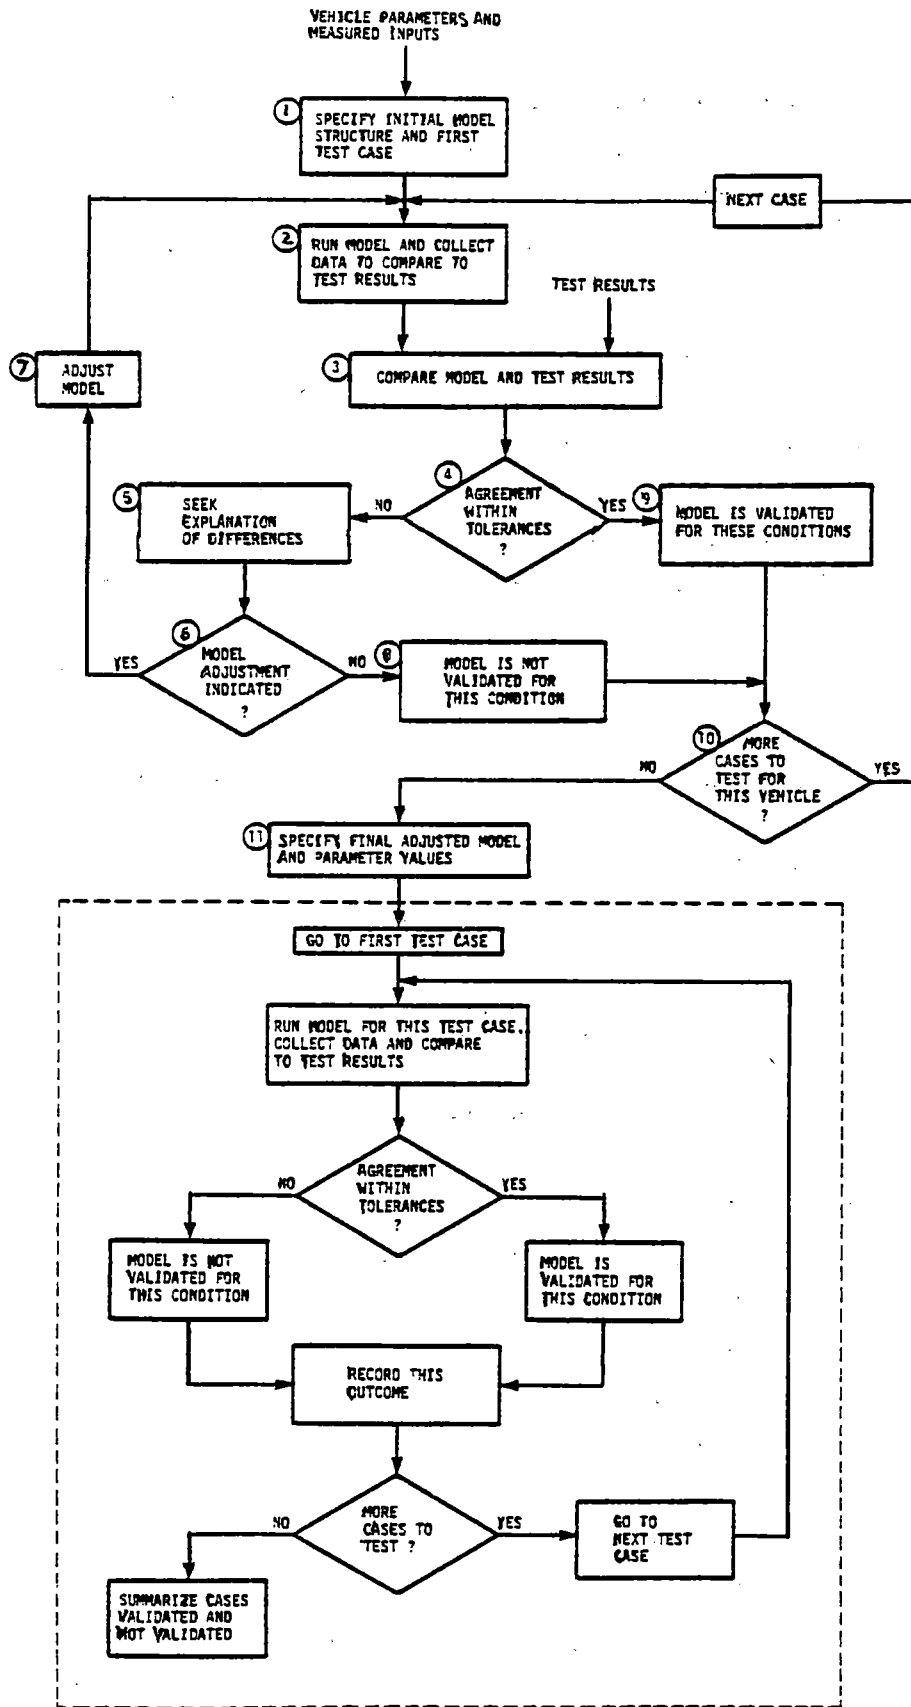 VEHICLE PARAMETERS AND
MEASURED INPUTS
1
SPECIFY INITIAL MODEL
STRUCTURE AND FIRST
TEST CASE
NEXT CASE
2
RUN MODEL AND COLLECT
DATA TO COMPARE TO
TEST RESULTS
TEST RESULTS
7
ADJUST
MODEL
3
COMPARE MODEL AND TEST RESULTS
4
AGREEMENT
WITHIN
TOLERANCES
?
NO
YES
5
SEEK
EXPLANATION
OF DIFFERENCES
9
MODEL IS VALIDATED
FOR THESE CONDITIONS
6
MODEL
ADJUSTMENT
INDICATED
?
YES
NO
8
MODEL IS NOT
VALIDATED FOR
THIS CONDITION
10
MORE
CASES TO
TEST FOR
THIS VEHICLE
?
NO
YES
11
SPECIFY FINAL ADJUSTED MODEL
AND PARAMETER VALUES
GO TO FIRST TEST CASE
RUN MODEL FOR THIS TEST CASE.
COLLECT DATA AND COMPARE
TO TEST RESULTS
AGREEMENT
WITHIN
TOLERANCES
?
NO
YES
MODEL IS NOT
VALIDATED FOR
THIS CONDITION
MODEL IS
VALIDATED FOR
THIS CONDITION
RECORD THIS
OUTCOME
MORE
CASES TO
TEST ?
NO
YES
GO TO
NEXT TEST
CASE
SUMMARIZE CASES
VALIDATED AND
NOT VALIDATED